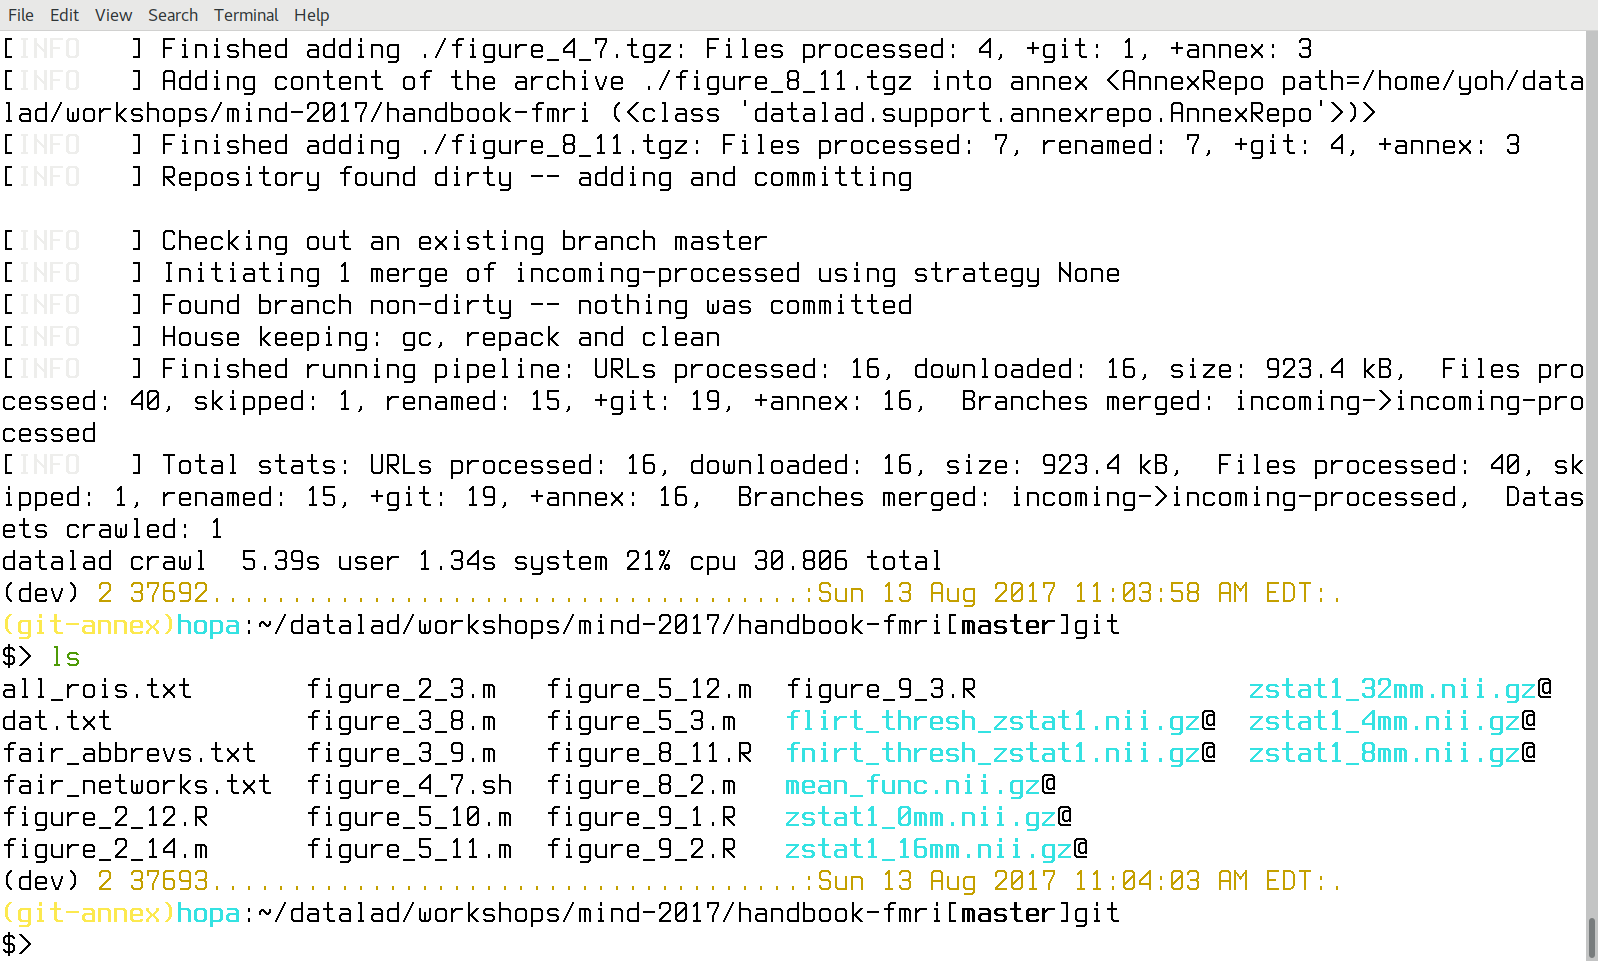 File Edit View Search Terminal Help
[INFO   ] Finished adding ./figure_4_7.tgz: Files processed: 4, +git: 1, +annex: 3
[INFO   ] Adding content of the archive ./figure_8_11.tgz into annex <AnnexRepo path=/home/yoh/data
lad/workshops/mind-2017/handbook-fmri (<class 'datalad.support.annexrepo.AnnexRepo'>)>
[INFO   ] Finished adding ./figure_8_11.tgz: Files processed: 7, renamed: 7, +git: 4, +annex: 3
[INFO   ] Repository found dirty -- adding and committing
[INFO   ] Checking out an existing branch master
[INFO   ] Initiating 1 merge of incoming-processed using strategy None
[INFO   ] Found branch non-dirty -- nothing was committed
[INFO   ] House keeping: gc, repack and clean
[INFO   ] Finished running pipeline: URLs processed: 16, downloaded: 16, size: 923.4 kB,  Files pro
cessed: 40, skipped: 1, renamed: 15, +git: 19, +annex: 16,  Branches merged: incoming->incoming-pro
cessed
[INFO   ] Total stats: URLs processed: 16, downloaded: 16, size: 923.4 kB,  Files processed: 40, sk
ipped: 1, renamed: 15, +git: 19, +annex: 16,  Branches merged: incoming->incoming-processed,  Datas
ets crawled: 1
datalad crawl  5.39s user 1.34s system 21% cpu 30.806 total
(dev) 2 37692.....................................:Sun 13 Aug 2017 11:03:58 AM EDT:.
(git-annex)hopa:~/datalad/workshops/mind-2017/handbook-fmri[master]git
$> ls
all_rois.txt       figure_2_3.m   figure_5_12.m  figure_9_3.R                 zstat1_32mm.nii.gz@
dat.txt            figure_3_8.m   figure_5_3.m   flirt_thresh_zstat1.nii.gz@  zstat1_4mm.nii.gz@
fair_abbrevs.txt   figure_3_9.m   figure_8_11.R  fnirt_thresh_zstat1.nii.gz@  zstat1_8mm.nii.gz@
fair_networks.txt  figure_4_7.sh  figure_8_2.m   mean_func.nii.gz@
figure_2_12.R      figure_5_10.m  figure_9_1.R   zstat1_0mm.nii.gz@
figure_2_14.m      figure_5_11.m  figure_9_2.R   zstat1_16mm.nii.gz@
(dev) 2 37693.....................................:Sun 13 Aug 2017 11:04:03 AM EDT:.
(git-annex)hopa:~/datalad/workshops/mind-2017/handbook-fmri[master]git
$>